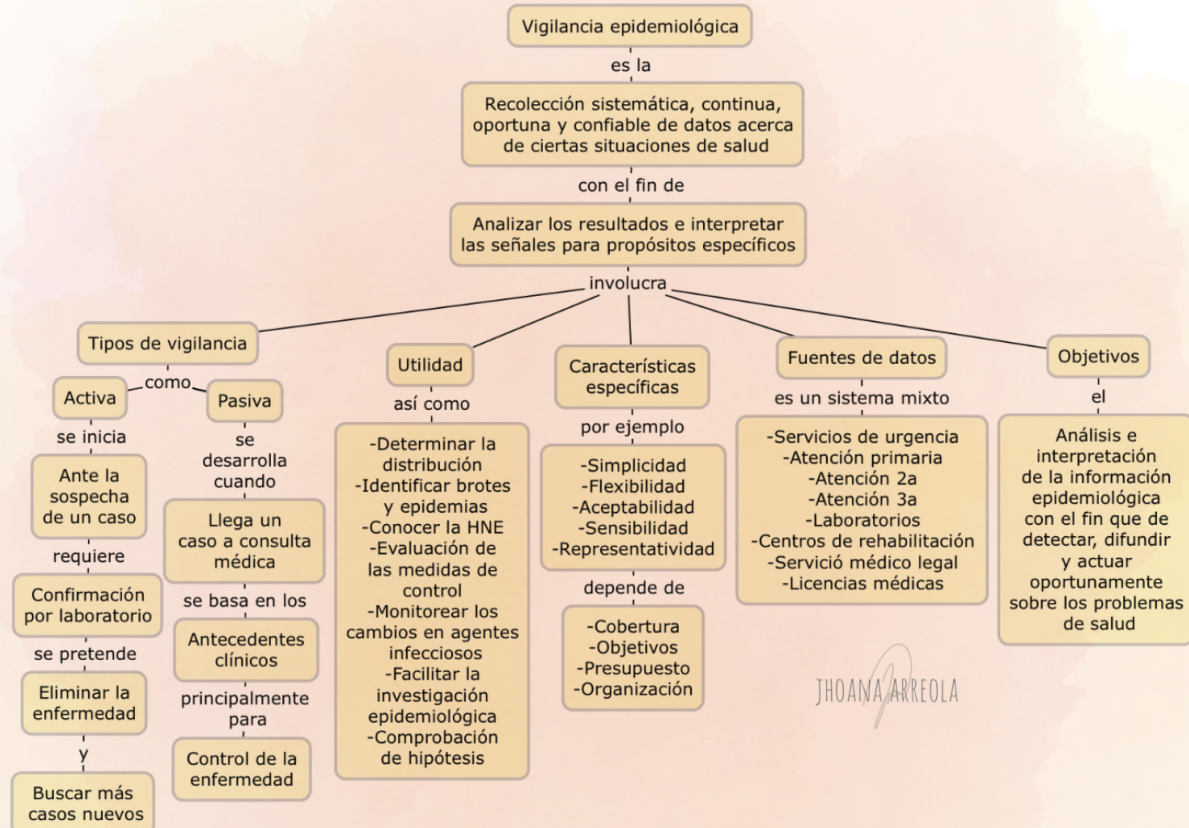 Vigilancia epidemiológica
es la
Recolección sistemática, continua,
oportuna y confiable de datos acerca
de ciertas situaciones de salud
con el fin de
Analizar los resultados e interpretar
las señales para propósitos específicos
involucra
Tipos de vigilancia
como
Activa
se inicia
Ante la
sospecha
de un caso
requiere
Confirmación
por laboratorio
se pretende
Eliminar la
enfermedad
y
Buscar más
casos nuevos
Pasiva
se
desarrolla
cuando
Llega un
caso a consulta
médica
se basa en los
Antecedentes
clínicos
principalmente
para
Control de la
enfermedad
Utilidad
así como
-Determinar la
distribución
-Identificar brotes
y epidemias
-Conocer la HNE
-Evaluación de
las medidas de
control
-Monitorear los
cambios en agentes
infecciosos
-Facilitar la
investigación
epidemiológica
-Comprobación
de hipótesis
Características
específicas
por ejemplo
-Simplicidad
-Flexibilidad
-Aceptabilidad
-Sensibilidad
-Representatividad
depende de
-Cobertura
-Objetivos
-Presupuesto
-Organización
Fuentes de datos
es un sistema mixto
-Servicios de urgencia
-Atención primaria
-Atención 2a
-Atención 3a
-Laboratorios
-Centros de rehabilitación
-Servició médico legal
-Licencias médicas
Objetivos
el
Análisis e
interpretación
de la información
epidemiológica
con el fin que de
detectar, difundir
y actuar
oportunamente
sobre los problemas
de salud
JHOANA ARREOLA